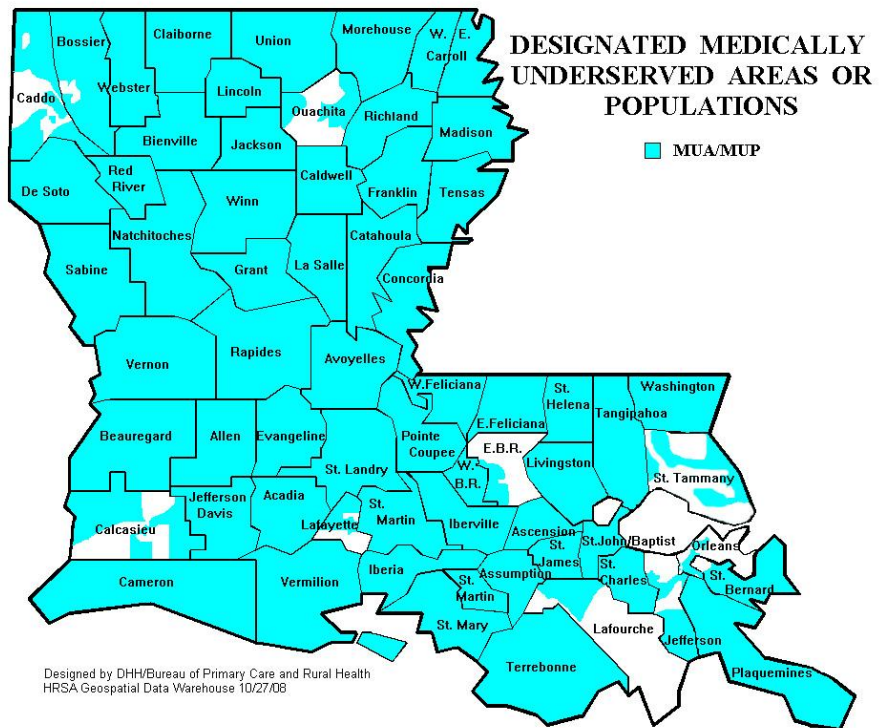 DESIGNATED MEDICALLY
UNDERSERVED AREAS OR
POPULATIONS
MUA/MUP
Caddo
Bossier
Webster
Claiborne
Union
Morehouse
W.
Carroll
E.
Lincoln
Ouachita
Richland
Madison
Bienville
Jackson
De Soto
Red
River
Caldwell
Franklin
Tensas
Winn
Natchitoches
Sabine
Grant
La Salle
Catahoula
Concordia
Vernon
Rapides
Avoyelles
W.Feliciana
E.Feliciana
St.
Helena
Tangipahoa
Washington
Beauregard
Allen
Evangeline
St. Landry
Pointe
Coupee
W.
B.R.
E.B.R.
Livingston
St. Tammany
Calcasieu
Jefferson
Davis
Acadia
Lafayette
St.
Martin
Iberville
Ascension
St.
James
St.John/Baptist
Orleans
Cameron
Vermilion
Iberia
St.
Martin
Assumption
St.
Charles
St.
Bernard
St. Mary
Lafourche
Jefferson
Terrebonne
Plaquemines
Designed by DHH/Bureau of Primary Care and Rural Health
HRSA Geospatial Data Warehouse 10/27/08